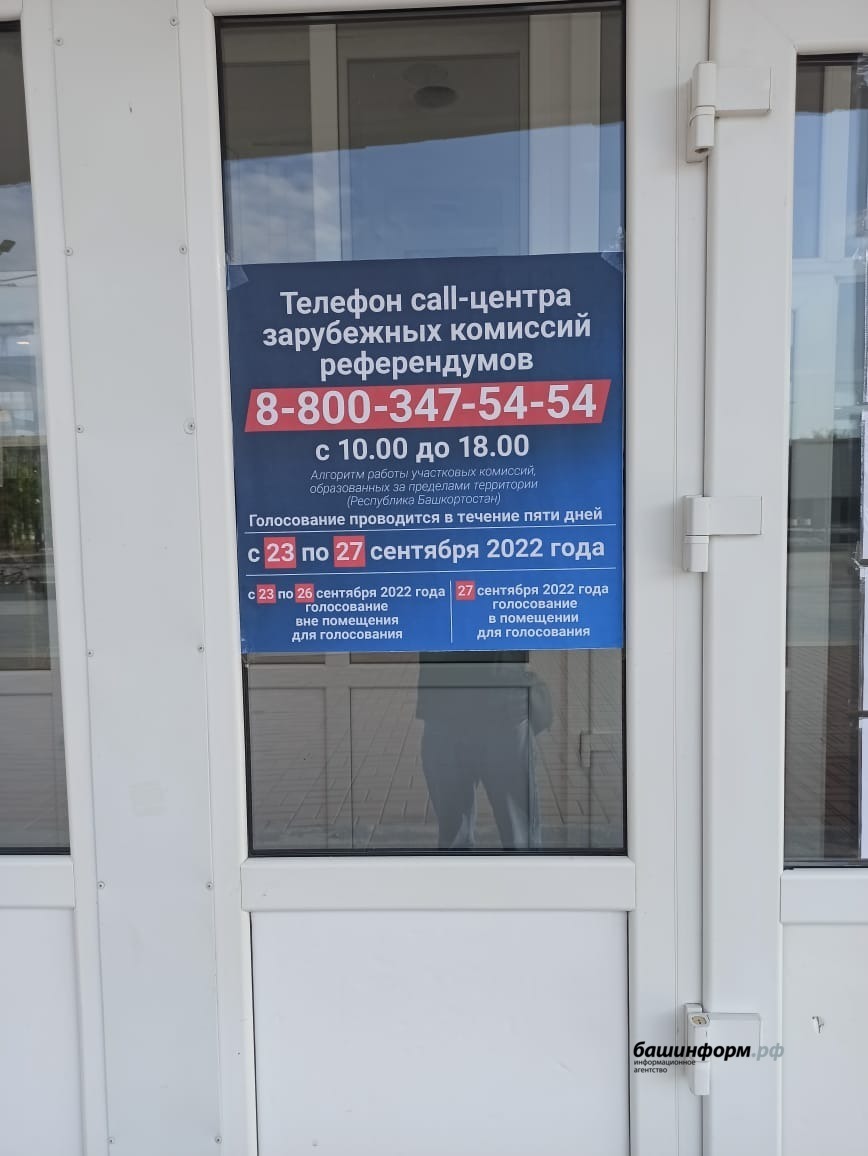 Телефон call-центра
зарубежных комиссий
референдумов
8-800-347-54-54
с 10.00 до 18.00
Алгоритм работы участковых комиссий,
образованных за пределами территории
(Республика Башкортостан)
Голосование проводится в течение пяти дней
с 23 по 27 сентября 2022 года
с 23 по 26 сентября 2022 года
голосование
вне помещения
для голосования
27 сентября 2022 года
голосование
в помещении
для голосования
башинформ.рф
информационное
агентство